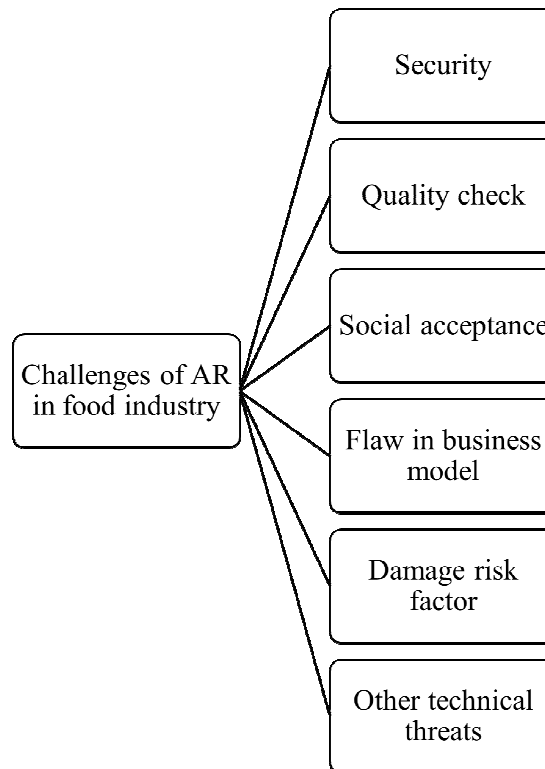 Security
Quality check
Social acceptance
Challenges of AR
in food industry
Flaw in business
model
Damage risk
factor
Other technical
threats